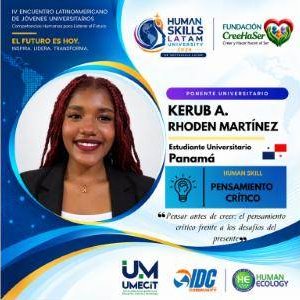 IV ENCUENTRO LATINOAMERICANO
DE JÓVENES UNIVERSITARIOS
Competencias Humanas para Liderar el Futuro
EL FUTURO ES HOY.
INSPIRA. LIDERA. TRANSFORMA.
HUMAN
SKILLS
LATAM
UNIVERSITY
FUNDACIÓN
CreeHaSer
Creer y Hacer hacen el Ser
PONENTE UNIVERSITARIO
KERUB A.
RHODEN MARTÍNEZ
Estudiante Universitario
Panamá
HUMAN SKILL
PENSAMIENTO
CRÍTICO
"Pensar antes de creer: el pensamiento
crítico frente a los desafíos del
presente"
UM
UMECIT
IDC
HE
HUMAN
ECOLOGY